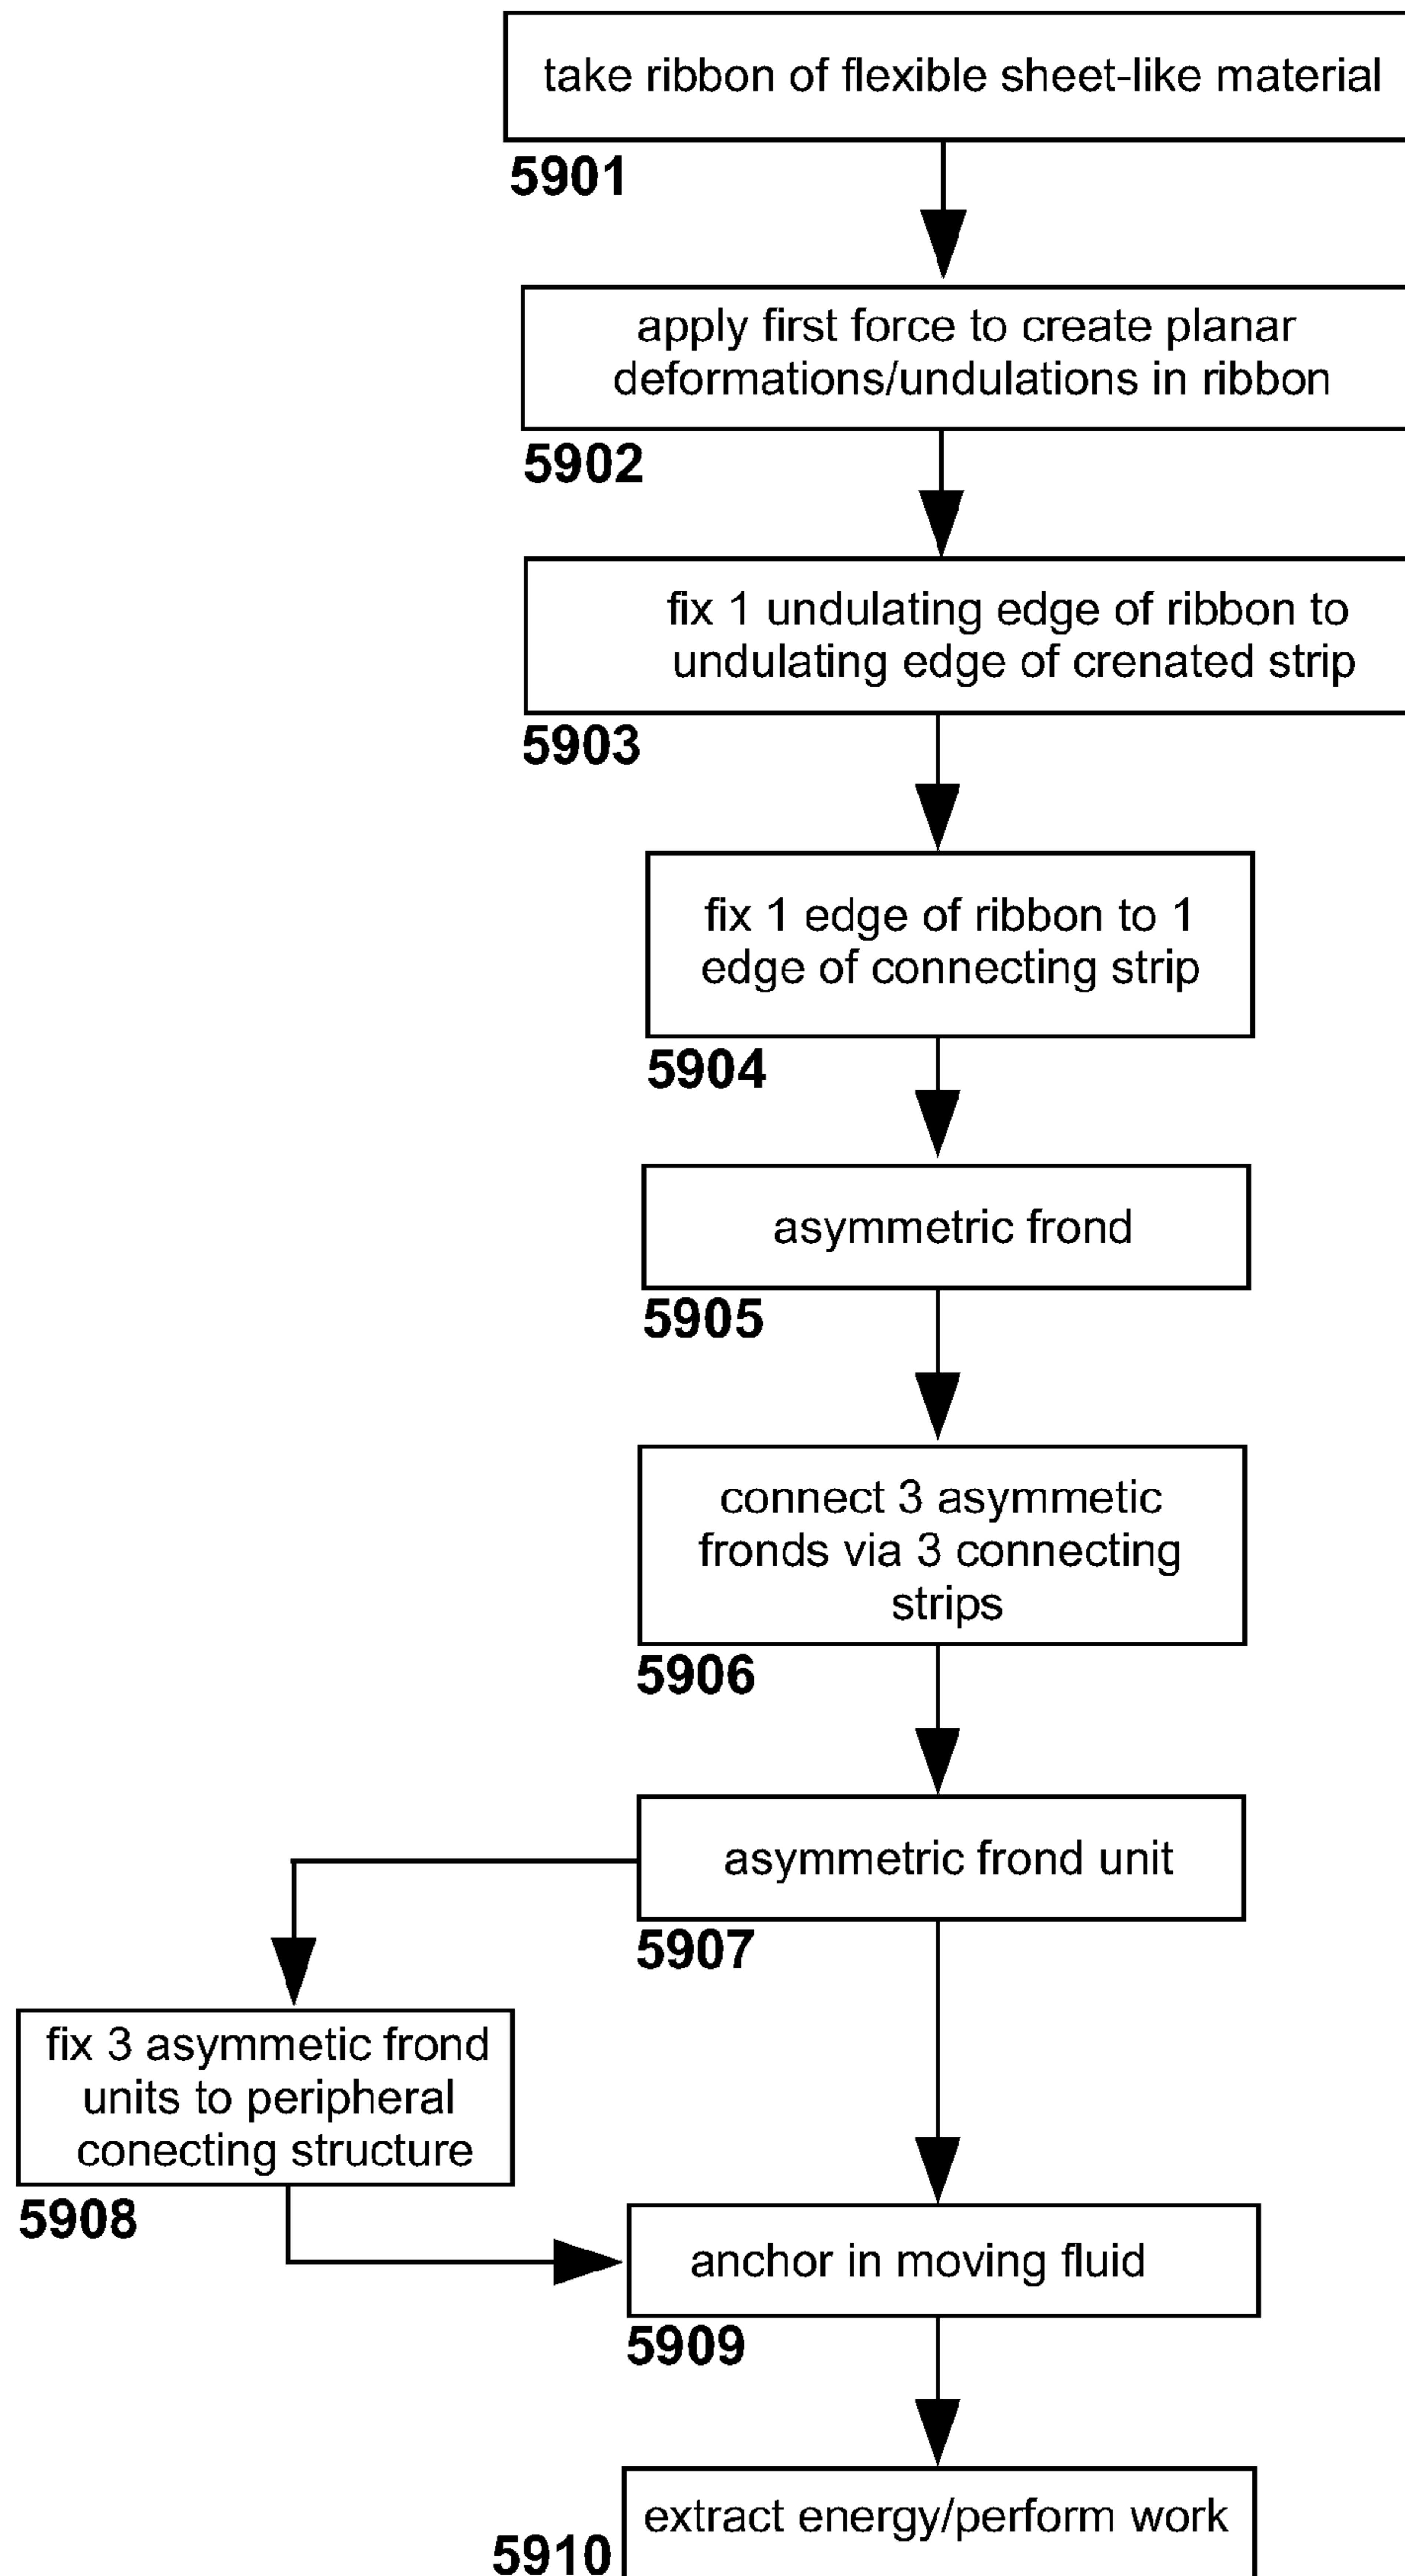 take ribbon of flexible sheet-like material
5901
apply first force to create planar
deformations/undulations in ribbon
5902
fix 1 undulating edge of ribbon to
undulating edge of crenated strip
5903
fix 1 edge of ribbon to 1
edge of connecting strip
5904
asymmetric frond
5905
connect 3 asymmetic
fronds via 3 connecting
strips
5906
asymmetric frond unit
5907
fix 3 asymmetic frond
units to peripheral
conecting structure
5908
anchor in moving fluid
5909
extract energy/perform work
5910